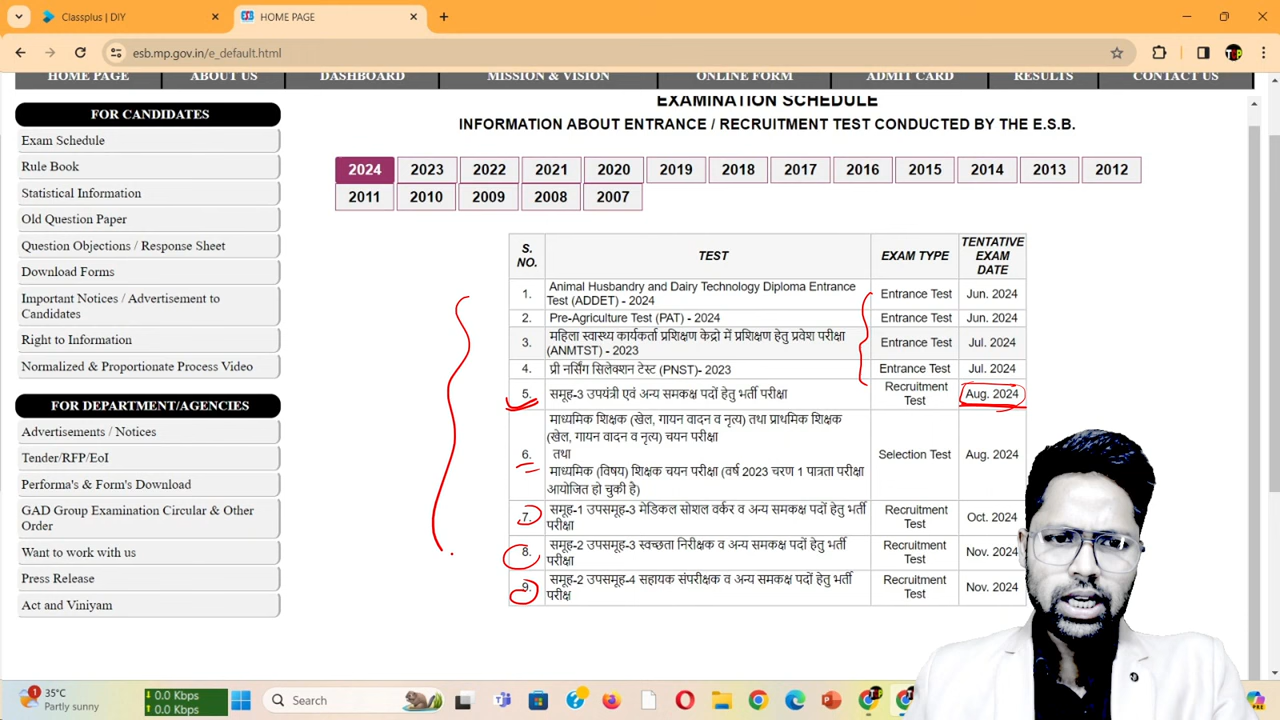 Classplus | DIY
HOME PAGE
esb.mp.gov.in/e_default.html
HOME PAGE
ABOUT US
DASHBOARD
MISSION & VISION
ONLINE FORM
ADMIT CARD
RESULTS
CONTACT US
FOR CANDIDATES
Exam Schedule
Rule Book
Statistical Information
Old Question Paper
Question Objections / Response Sheet
Download Forms
Important Notices / Advertisement to
Candidates
Right to Information
Normalized & Proportionate Process Video
FOR DEPARTMENT/AGENCIES
Advertisements / Notices
Tender/RFP/EoI
Performa's & Form's Download
GAD Group Examination Circular & Other
Order
Want to work with us
Press Release
Act and Viniyam
EXAMINATION SCHEDULE
INFORMATION ABOUT ENTRANCE / RECRUITMENT TEST CONDUCTED BY THE E.S.B.
2024 2023 2022 2021 2020 2019 2018 2017 2016 2015 2014 2013 2012
2011 2010 2009 2008 2007
S.
NO.
TEST
EXAM TYPE
TENTATIVE
EXAM
DATE
1.
Animal Husbandry and Dairy Technology Diploma Entrance
Test (ADDET) - 2024
Entrance Test
Jun. 2024
2.
Pre-Agriculture Test (PAT) - 2024
Entrance Test
Jun. 2024
3.
महिला स्वास्थ्य कार्यकर्ता प्रशिक्षण केद्रो में प्रशिक्षण हेतु प्रवेश परीक्षा
(ANMTST) - 2023
Entrance Test
Jul. 2024
4.
प्री नर्सिंग सिलेक्शन टेस्ट (PNST)- 2023
Entrance Test
Jul. 2024
5.
समूह-3 उपयंत्री एवं अन्य समकक्ष पदों हेतु भर्ती परीक्षा
Recruitment
Test
Aug. 2024
6.
माध्यमिक शिक्षक (खेल, गायन वादन व नृत्य) तथा प्राथमिक शिक्षक
(खेल, गायन वादन व नृत्य) चयन परीक्षा
तथा
माध्यमिक (विषय) शिक्षक चयन परीक्षा (वर्ष 2023 चरण 1 पात्रता परीक्षा
आयोजित हो चुकी है)
Selection Test
Aug. 2024
7.
समूह-1 उपसमूह-3 मेडिकल सोशल वर्कर व अन्य समकक्ष पदों हेतु भर्ती
परीक्षा
Recruitment
Test
Oct. 2024
8.
समूह-2 उपसमूह-3 स्वच्छता निरीक्षक व अन्य समकक्ष पदों हेतु भर्ती
परीक्षा
Recruitment
Test
Nov. 2024
9.
समूह-2 उपसमूह-4 सहायक संपरीक्षक व अन्य समकक्ष पदों हेतु भर्ती
परीक्ष
Recruitment
Test
Nov. 2024
1
35°C
Partly sunny
0.0 Kbps
0.0 Kbps
Search